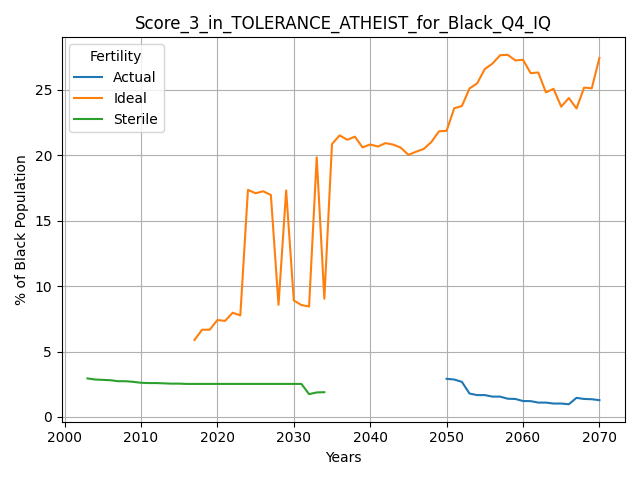 Score_3_in_TOLERANCE_ATHEIST_for_Black_Q4_IQ
Fertility
Actual
Ideal
Sterile
% of Black Population
25
20
15
10
5
0
2000 2010 2020 2030 2040 2050 2060 2070
Years